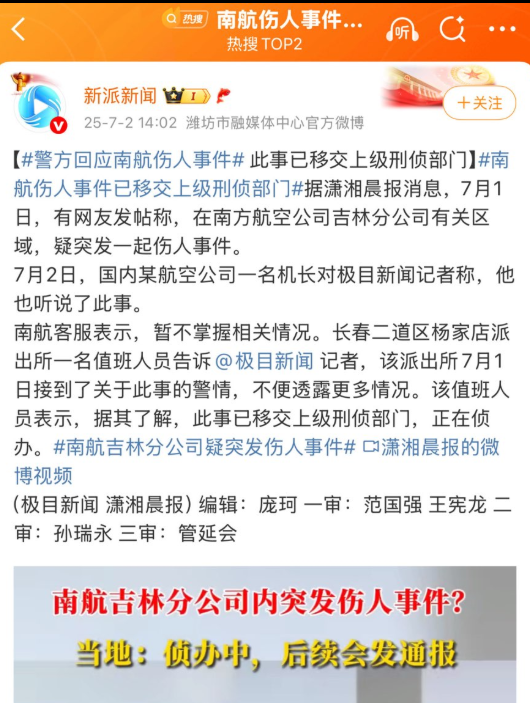 热搜 南航伤人事件...
热搜TOP2
听
新派新闻 I
25-7-2 14:02 潍坊市融媒体中心官方微博
+关注
【#警方回应南航伤人事件# 此事已移交上级刑侦部门】#南
航伤人事件已移交上级刑侦部门#据潇湘晨报消息，7月1
日，有网友发帖称，在南方航空公司吉林分公司有关区
域，疑突发一起伤人事件。
7月2日，国内某航空公司一名机长对极目新闻记者称，他
也听说了此事。
南航客服表示，暂不掌握相关情况。长春二道区杨家店派
出所一名值班人员告诉 @极目新闻 记者，该派出所7月1
日接到了关于此事的警情，不便透露更多情况。该值班人
员表示，据其了解，此事已移交上级刑侦部门，正在侦
办。#南航吉林分公司疑突发伤人事件# 潇湘晨报的微
博视频
(极目新闻 潇湘晨报) 编辑：庞珂 一审：范国强 王宪龙 二
审：孙瑞永 三审：管延会
南航吉林分公司内突发伤人事件？
当地：侦办中，后续会发通报